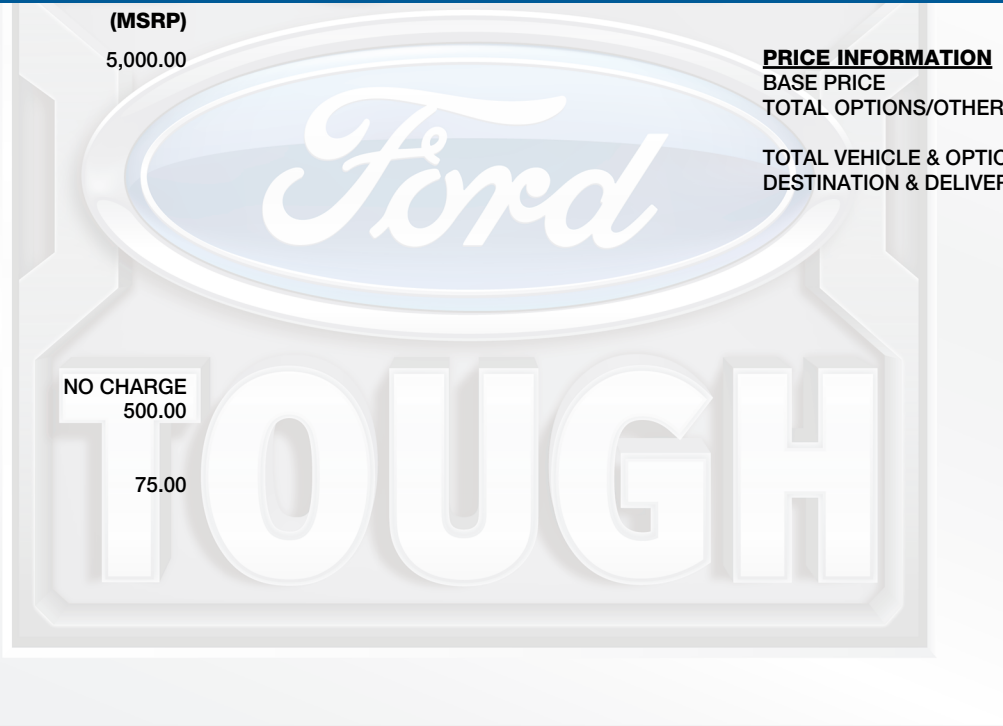 (MSRP)
5,000.00
NO CHARGE
500.00
75.00
PRICE INFORMATION
BASE PRICE
TOTAL OPTIONS/OTHER
TOTAL VEHICLE & OPTIO
DESTINATION & DELIVER
Ford
TOUGH